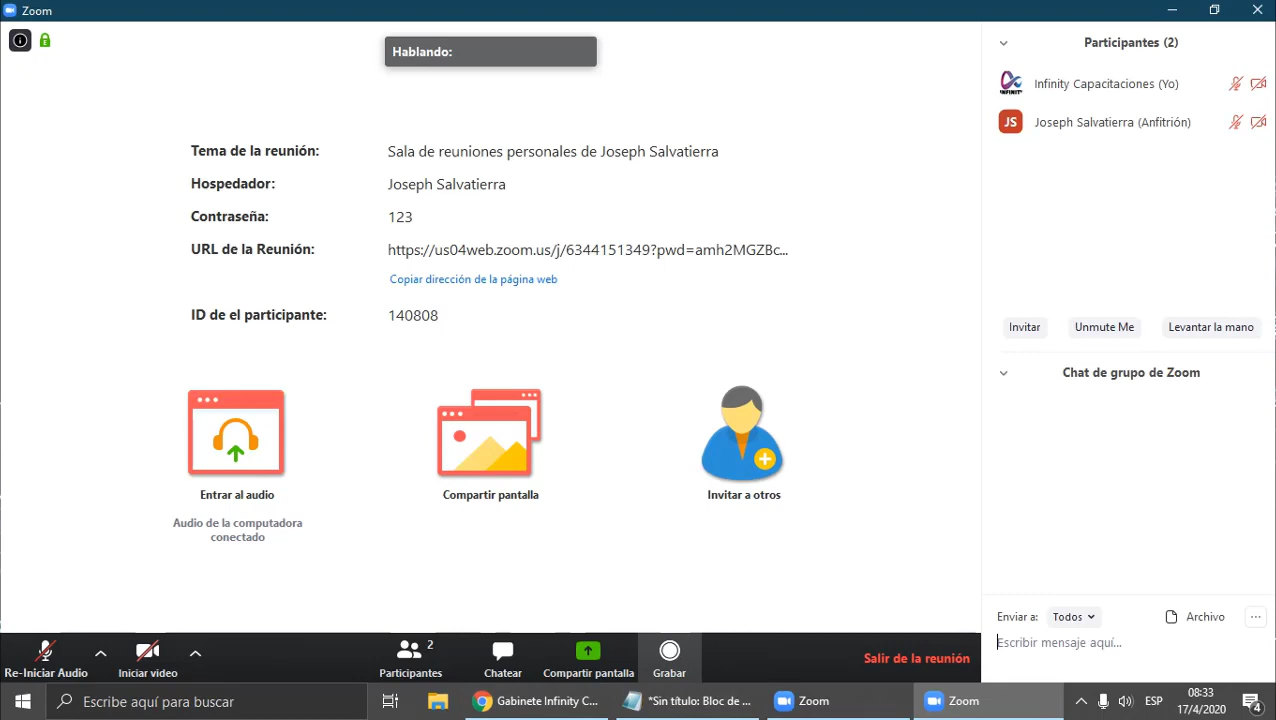 Zoom
Hablando:
Tema de la reunión:
Sala de reuniones personales de Joseph Salvatierra
Hospedador:
Joseph Salvatierra
Contraseña:
123
URL de la Reunión:
https://us04web.zoom.us/j/6344151349?pwd=amh2MGZBc...
Copiar dirección de la página web
ID de el participante:
140808
Entrar al audio
Audio de la computadora
conectado
Compartir pantalla
Invitar a otros
Participantes (2)
INFINITY
Infinity Capacitaciones (Yo)
JS
Joseph Salvatierra (Anfitrión)
Invitar
Unmute Me
Levantar la mano
Chat de grupo de Zoom
Enviar a:
Todos
Archivo
...
Escribir mensaje aquí...
Re-Iniciar Audio
Iniciar video
2
Participantes
Chatear
Compartir pantalla
Grabar
Salir de la reunión
Escribe aquí para buscar
Gabinete Infinity C...
*Sin título: Bloc de ...
Zoom
Zoom
ESP
08:33
17/4/2020
4